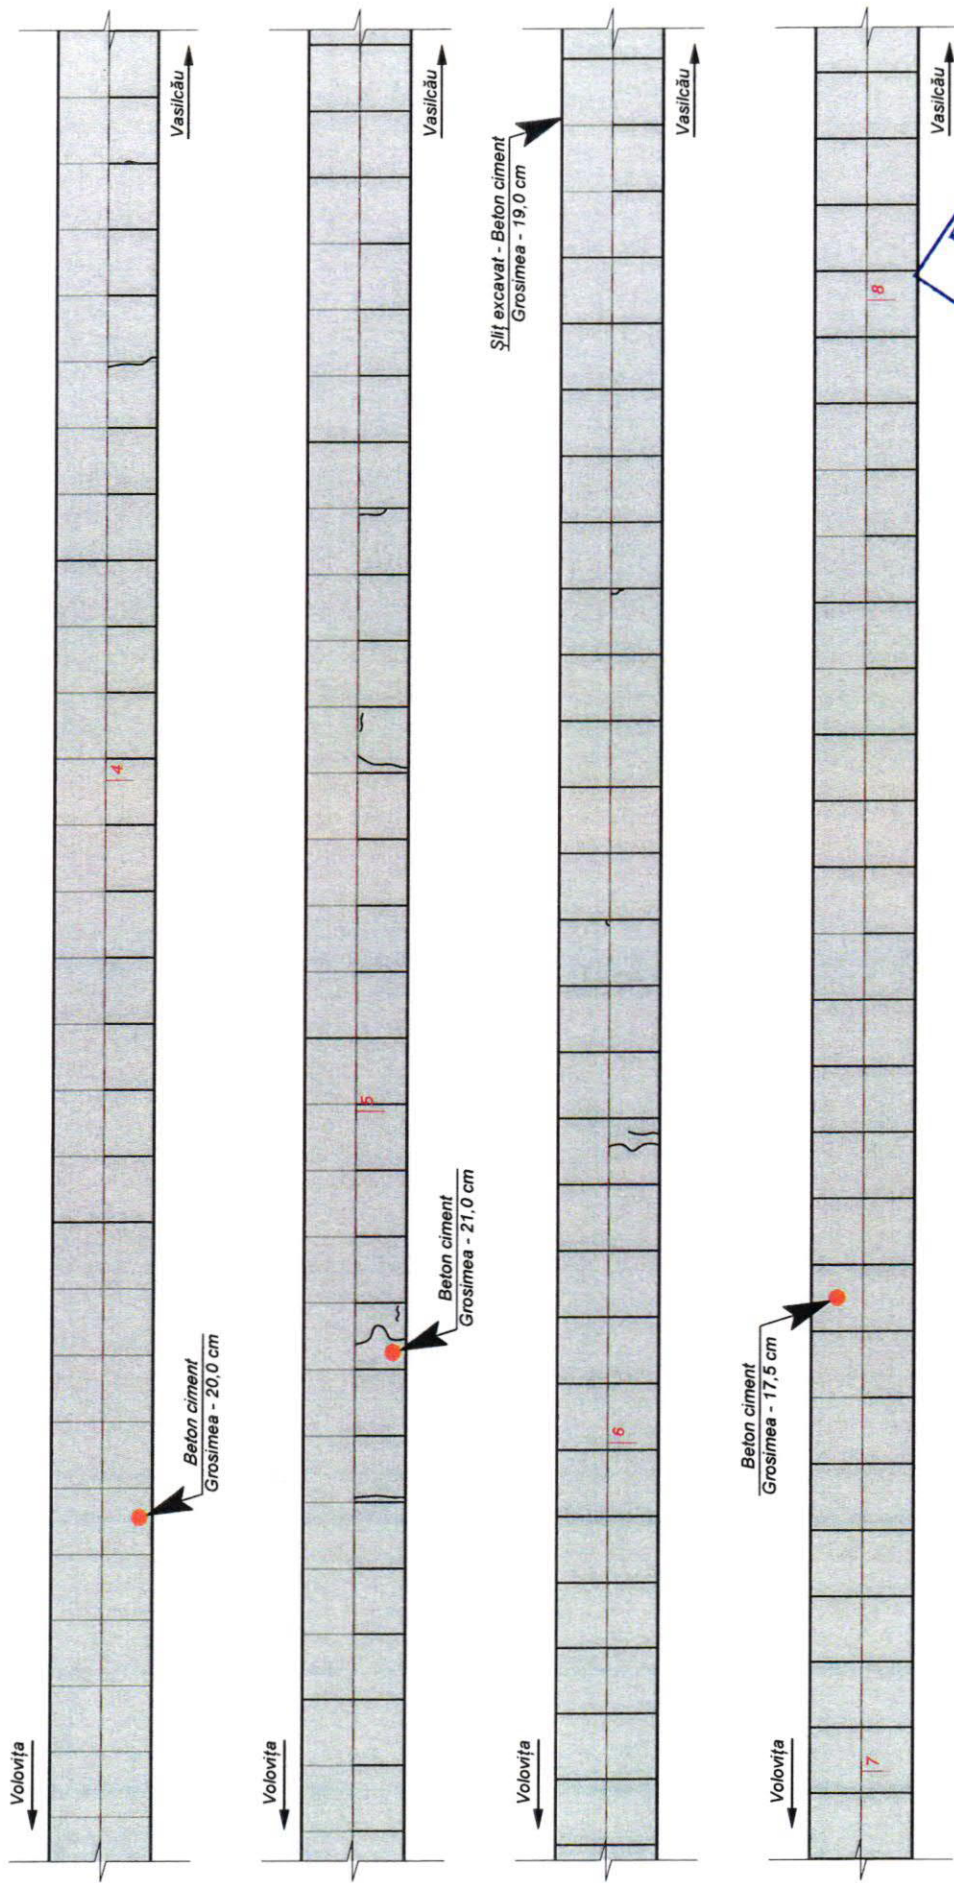 Volovița
Vasilcău
4
Beton ciment
Grosimea - 20,0 cm
Volovița
Vasilcău
5
Beton ciment
Grosimea - 21,0 cm
Volovița
Vasilcău
6
Șliț excavat - Beton ciment
Grosimea - 19,0 cm
Volovița
Vasilcău
7
8
Beton ciment
Grosimea - 17,5 cm